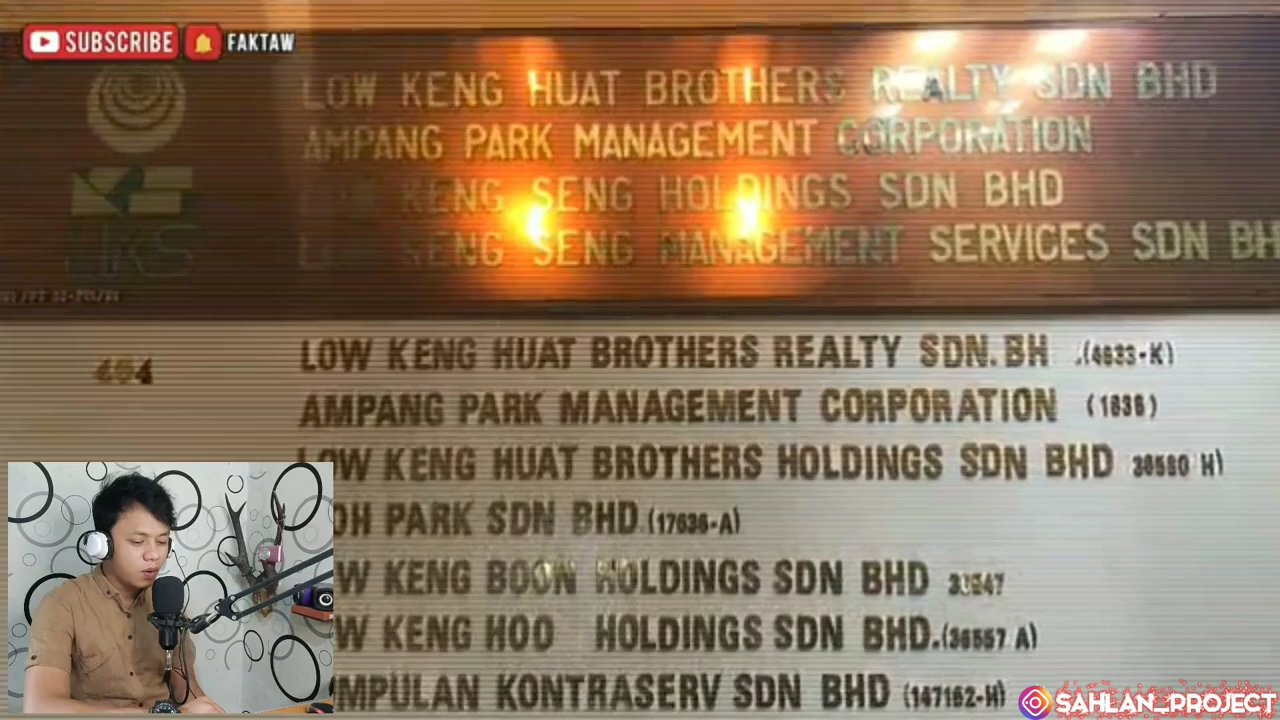 SUBSCRIBE FAKTAW
LOW KENG HUAT BROTHERS REALTY SDN BHD
AMPANG PARK MANAGEMENT CORPORATION
KENG SENG HOLDINGS SDN BHD
SENG MANAGEMENT SERVICES SDN BH
LKS
LOW KENG HUAT BROTHERS REALTY SDN. BH .(4633-K)
404
AMPANG PARK MANAGEMENT CORPORATION (1836)
LOW KENG HUAT BROTHERS HOLDINGS SDN BHD 36580 H)
OH PARK SDN BHD (17636-A)
W KENG BOON HOLDINGS SDN BHD
W KENG HOO HOLDINGS SDN BHD.(36557 A)
MPULAN KONTRASERV SDN BHD (147162-H)
SAHLAN_PROJECT